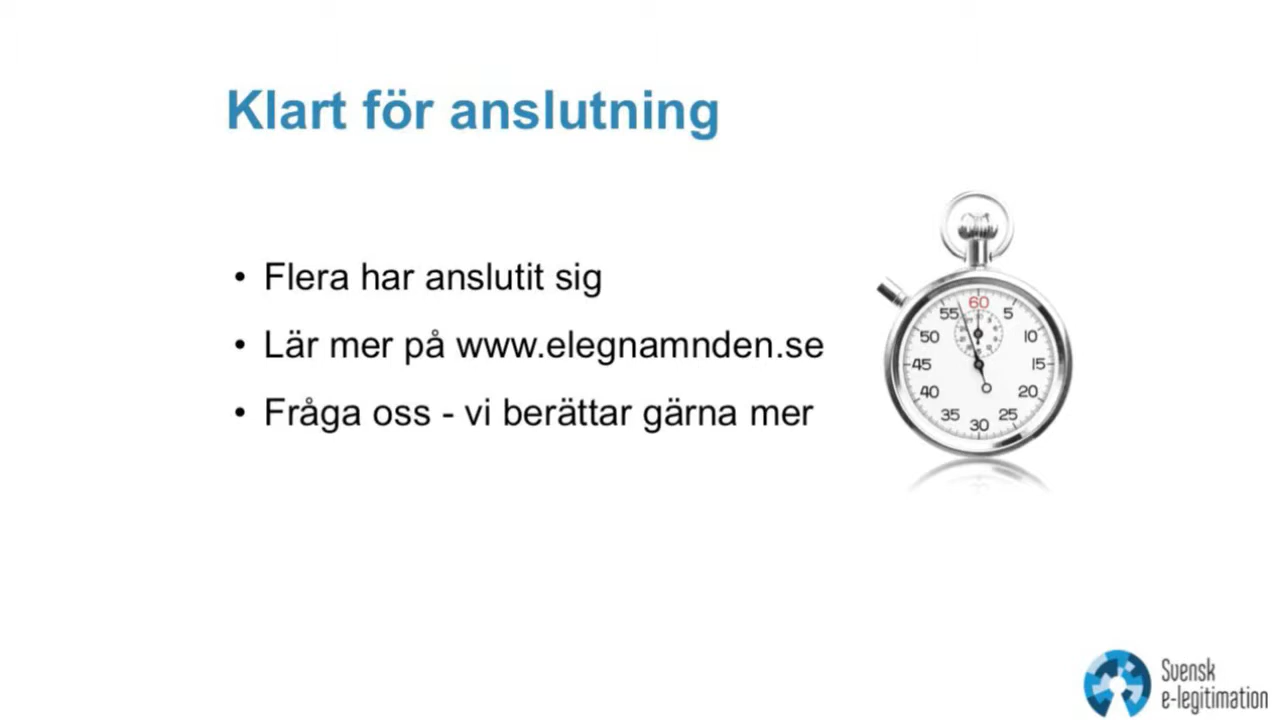 Klart för anslutning
• Flera har anslutit sig
• Lär mer på www.elegnamnden.se
• Fråga oss - vi berättar gärna mer
60
55 5
50 10
45 15
40 20
35 25
30
Svensk
e-legitimation